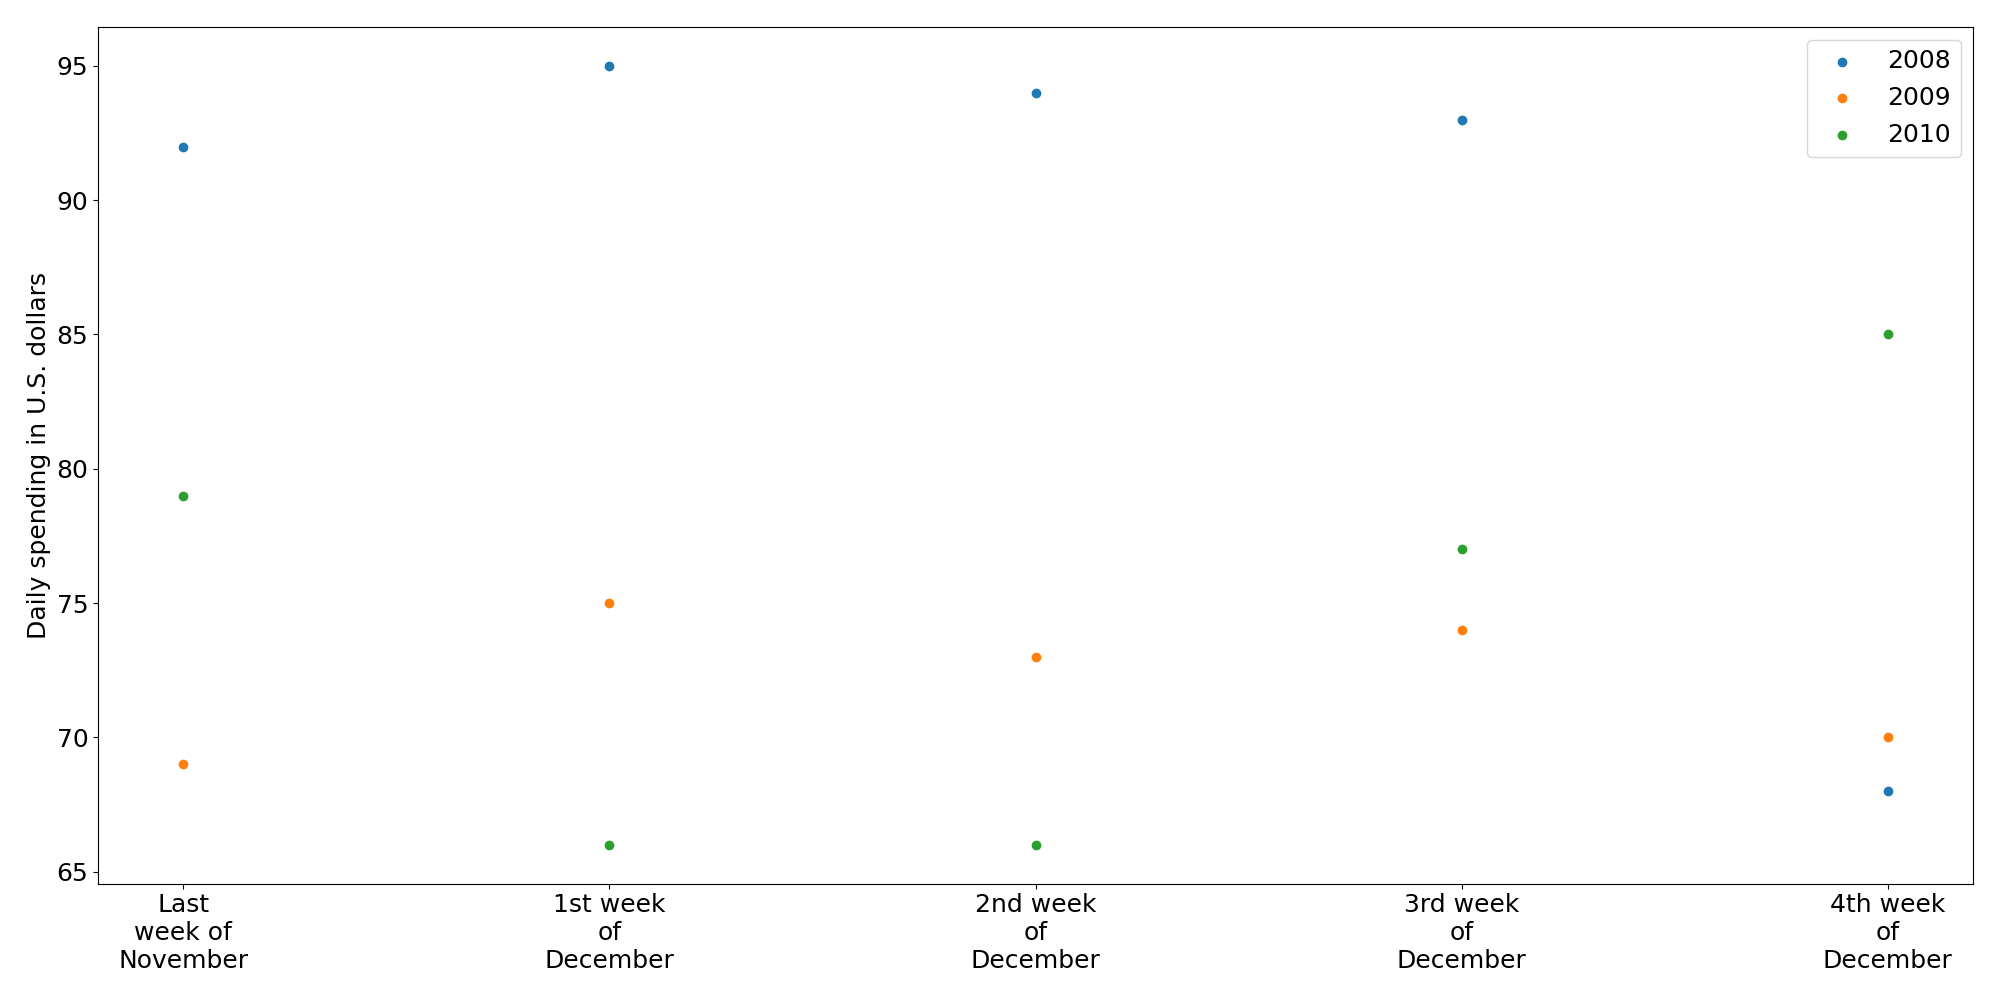 2008
2009
2010
95
90
85
80
75
70
65
Daily spending in U.S. dollars
Last
week of
November
1st week
of
December
2nd week
of
December
3rd week
of
December
4th week
of
December